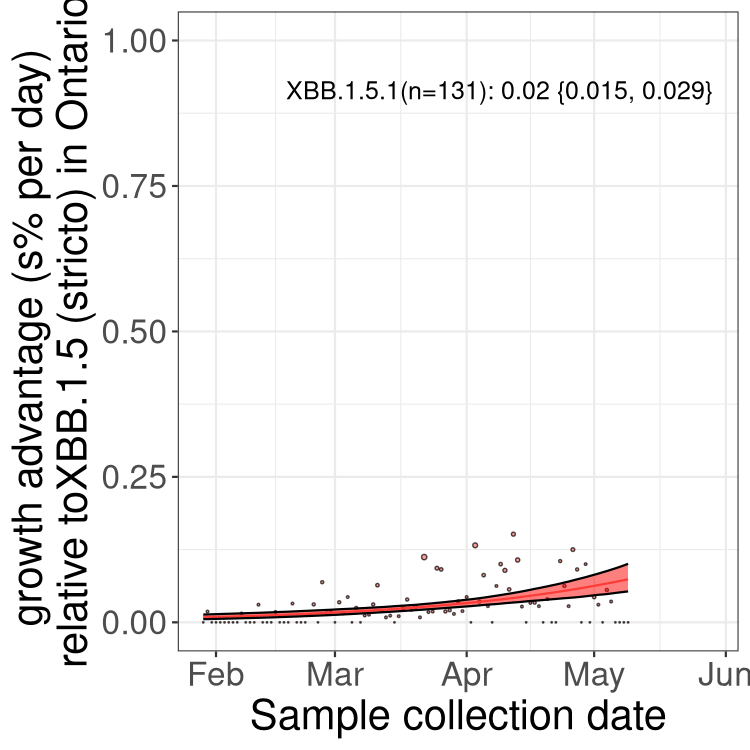 growth advantage (s% per day)
relative toXBB.1.5 (stricto) in Ontario
1.00
0.75
0.50
0.25
0.00
XBB.1.5.1(n=131): 0.02 {0.015, 0.029}
Feb Mar Apr May Jun
Sample collection date